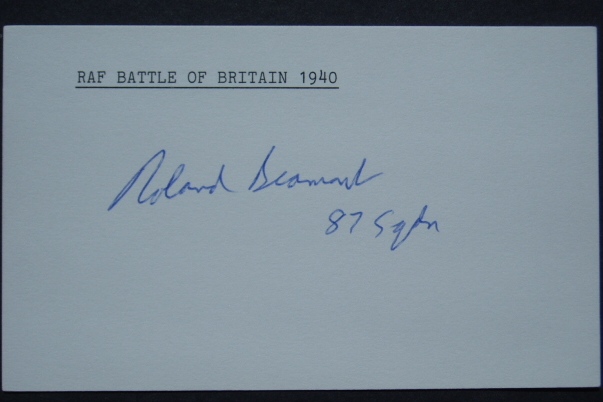 RAF BATTLE OF BRITAIN 1940
Roland Beamont
87 Sqdn